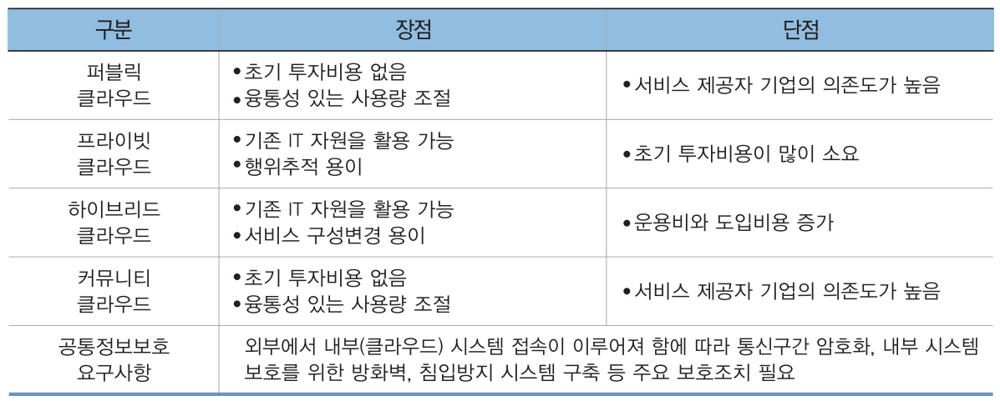 구분 장점 단점
퍼블릭
클라우드
•초기 투자비용 없음
•융통성 있는 사용량 조절
•서비스 제공자 기업의 의존도가 높음
프라이빗
클라우드
•기존 IT 자원을 활용 가능
•행위추적 용이
•초기 투자비용이 많이 소요
하이브리드
클라우드
•기존 IT 자원을 활용 가능
•서비스 구성변경 용이
•운용비와 도입비용 증가
커뮤니티
클라우드
•초기 투자비용 없음
•융통성 있는 사용량 조절
•서비스 제공자 기업의 의존도가 높음
공통정보보호
요구사항
외부에서 내부(클라우드) 시스템 접속이 이루어져 함에 따라 통신구간 암호화, 내부 시스템
보호를 위한 방화벽, 침입방지 시스템 구축 등 주요 보호조치 필요